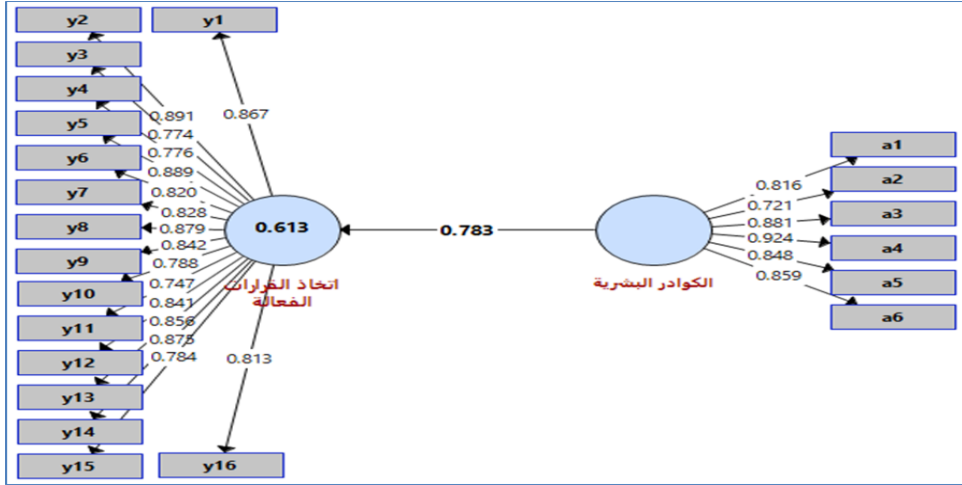 y2
y1
y3
y4
y5
y6
y7
y8
y9
y10
y11
y12
y13
y14
y15
y16
0.867
0.891
0.774
0.776
0.889
0.820
0.828
0.879
0.842
0.788
0.747
0.841
0.856
0.875
0.784
0.813
0.613
اتخاذ القرارات
الفعالة
0.783
الكوادر البشرية
0.816
0.721
0.881
0.924
0.848
0.859
a1
a2
a3
a4
a5
a6